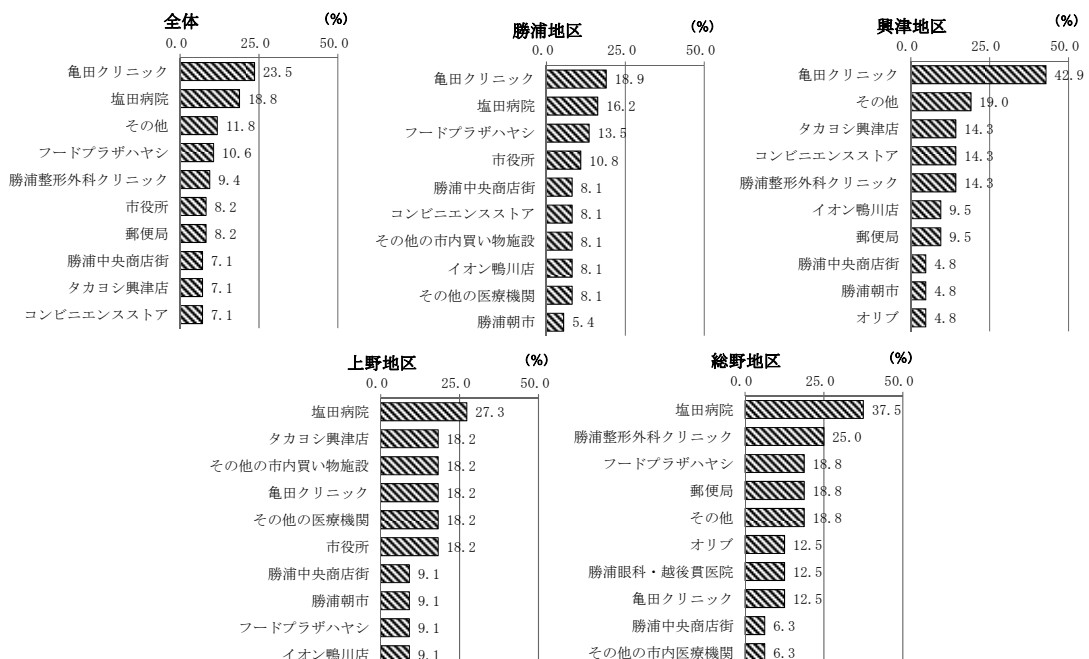 全体
(%)
0.0 25.0 50.0
亀田クリニック 23.5
塩田病院 18.8
その他 11.8
フードプラザハヤシ 10.6
勝浦整形外科クリニック 9.4
市役所 8.2
郵便局 8.2
勝浦中央商店街 7.1
タカヨシ興津店 7.1
コンビニエンスストア 7.1
勝浦地区
(%)
0.0 25.0 50.0
亀田クリニック 18.9
塩田病院 16.2
フードプラザハヤシ 13.5
市役所 10.8
勝浦中央商店街 8.1
コンビニエンスストア 8.1
その他の市内買い物施設 8.1
イオン鴨川店 8.1
その他の医療機関 8.1
勝浦朝市 5.4
興津地区
(%)
0.0 25.0 50.0
亀田クリニック 42.9
その他 19.0
タカヨシ興津店 14.3
コンビニエンスストア 14.3
勝浦整形外科クリニック 14.3
イオン鴨川店 9.5
郵便局 9.5
勝浦中央商店街 4.8
勝浦朝市 4.8
オリブ 4.8
上野地区
(%)
0.0 25.0 50.0
塩田病院 27.3
タカヨシ興津店 18.2
その他の市内買い物施設 18.2
亀田クリニック 18.2
その他の医療機関 18.2
市役所 18.2
勝浦中央商店街 9.1
勝浦朝市 9.1
フードプラザハヤシ 9.1
イオン鴨川店 9.1
総野地区
(%)
0.0 25.0 50.0
塩田病院 37.5
勝浦整形外科クリニック 25.0
フードプラザハヤシ 18.8
郵便局 18.8
その他 18.8
オリブ 12.5
勝浦眼科・越後貫医院 12.5
亀田クリニック 12.5
勝浦中央商店街 6.3
その他の市内医療機関 6.3